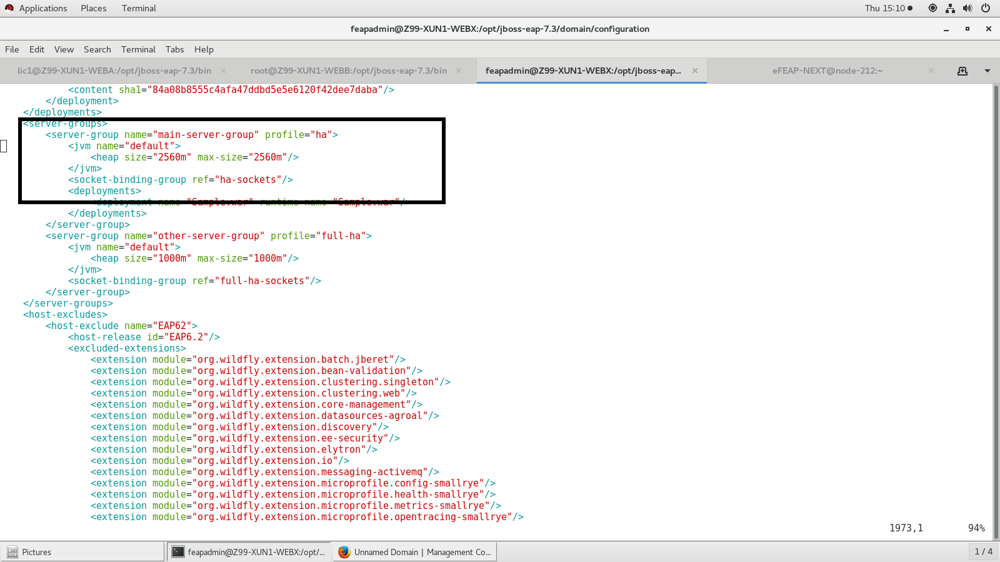 Applications Places Terminal Thu 15:10
feapadmin@Z99-XUN1-WEBX:/opt/jboss-eap-7.3/domain/configuration
File Edit View Search Terminal Tabs Help
lic1@Z99-XUN1-WEBA:/opt/jboss-eap-7.3/bin root@Z99-XUN1-WEBB:/opt/jboss-eap-7.3/bin feapadmin@Z99-XUN1-WEBX:/opt/jboss-eap... eFEAP-NEXT@node-212:~
<content sha1="84a08b8555c4afa47ddbd5e5e6120f42dee7daba"/>
</deployment>
</deployments>
<server-groups>
<server-group name="main-server-group" profile="ha">
<jvm name="default">
<heap size="2560m" max-size="2560m"/>
</jvm>
<socket-binding-group ref="ha-sockets"/>
<deployments>
<deployment name="Sample.war" runtime-name="Sample.war"/>
</deployments>
</server-group>
<server-group name="other-server-group" profile="full-ha">
<jvm name="default">
<heap size="1000m" max-size="1000m"/>
</jvm>
<socket-binding-group ref="full-ha-sockets"/>
</server-group>
</server-groups>
<host-excludes>
<host-exclude name="EAP62">
<host-release id="EAP6.2"/>
<excluded-extensions>
<extension module="org.wildfly.extension.batch.jberet"/>
<extension module="org.wildfly.extension.bean-validation"/>
<extension module="org.wildfly.extension.clustering.singleton"/>
<extension module="org.wildfly.extension.clustering.web"/>
<extension module="org.wildfly.extension.core-management"/>
<extension module="org.wildfly.extension.datasources-agroal"/>
<extension module="org.wildfly.extension.discovery"/>
<extension module="org.wildfly.extension.ee-security"/>
<extension module="org.wildfly.extension.elytron"/>
<extension module="org.wildfly.extension.io"/>
<extension module="org.wildfly.extension.messaging-activemq"/>
<extension module="org.wildfly.extension.microprofile.config-smallrye"/>
<extension module="org.wildfly.extension.microprofile.health-smallrye"/>
<extension module="org.wildfly.extension.microprofile.metrics-smallrye"/>
<extension module="org.wildfly.extension.microprofile.opentracing-smallrye"/>
1973,1 94%
Pictures feapadmin@Z99-XUN1-WEBX:/opt/... Unnamed Domain | Management Co... 1 / 4